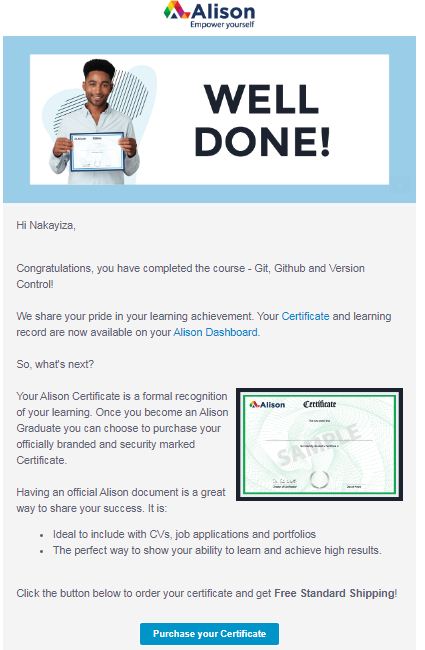 Alison
Empower yourself
WELL
DONE!
Hi Nakayiza,
Congratulations, you have completed the course - Git, Github and Version
Control!
We share your pride in your learning achievement. Your Certificate and learning
record are now available on your Alison Dashboard.
So, what's next?
Your Alison Certificate is a formal recognition
of your learning. Once you become an Alison
Graduate you can choose to purchase your
officially branded and security marked
Certificate.
Alison Certificate
SAMPLE
Having an official Alison document is a great
way to share your success. It is:
• Ideal to include with CVs, job applications and portfolios
• The perfect way to show your ability to learn and achieve high results.
Click the button below to order your certificate and get Free Standard Shipping!
Purchase your Certificate